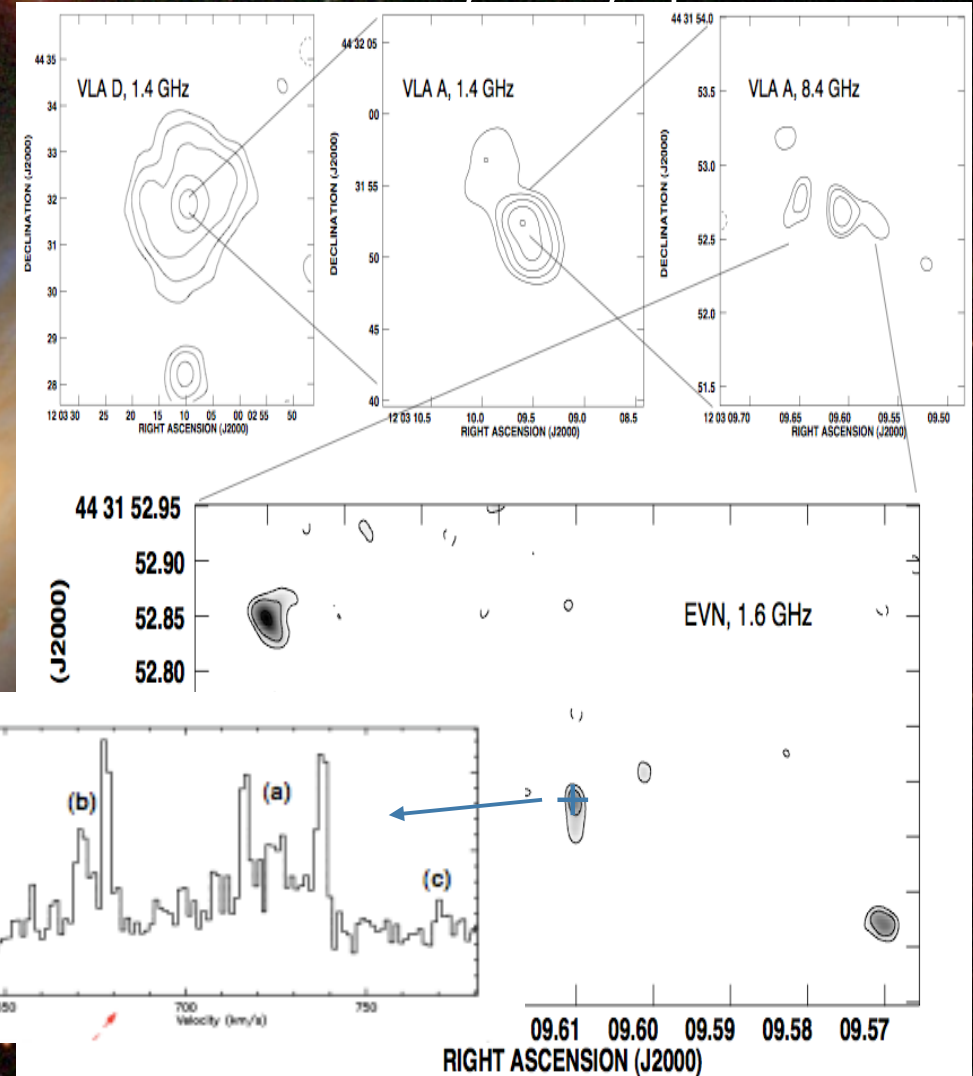 VLA D, 1.4 GHz
44 35
34
33
32
31
30
29
28
DECLINATION (J2000)
12 03 30 25 20 15 10 05 00 02 55 50
RIGHT ASCENSION (J2000)
VLA A, 1.4 GHz
44 32 05
00
31 55
50
45
40
DECLINATION (J2000)
12 03 10.5 10.0 09.5 09.0 08.5
RIGHT ASCENSION (J2000)
VLA A, 8.4 GHz
44 31 54.0
53.5
53.0
52.5
52.0
51.5
DECLINATION (J2000)
12 03 09.70 09.65 09.60 09.55 09.50
RIGHT ASCENSION (J2000)
EVN, 1.6 GHz
44 31 52.95
52.90
52.85
52.80
(J2000)
09.61 09.60 09.59 09.58 09.57
RIGHT ASCENSION (J2000)
(b)
(a)
(c)
700 750
Velocity (km/s)